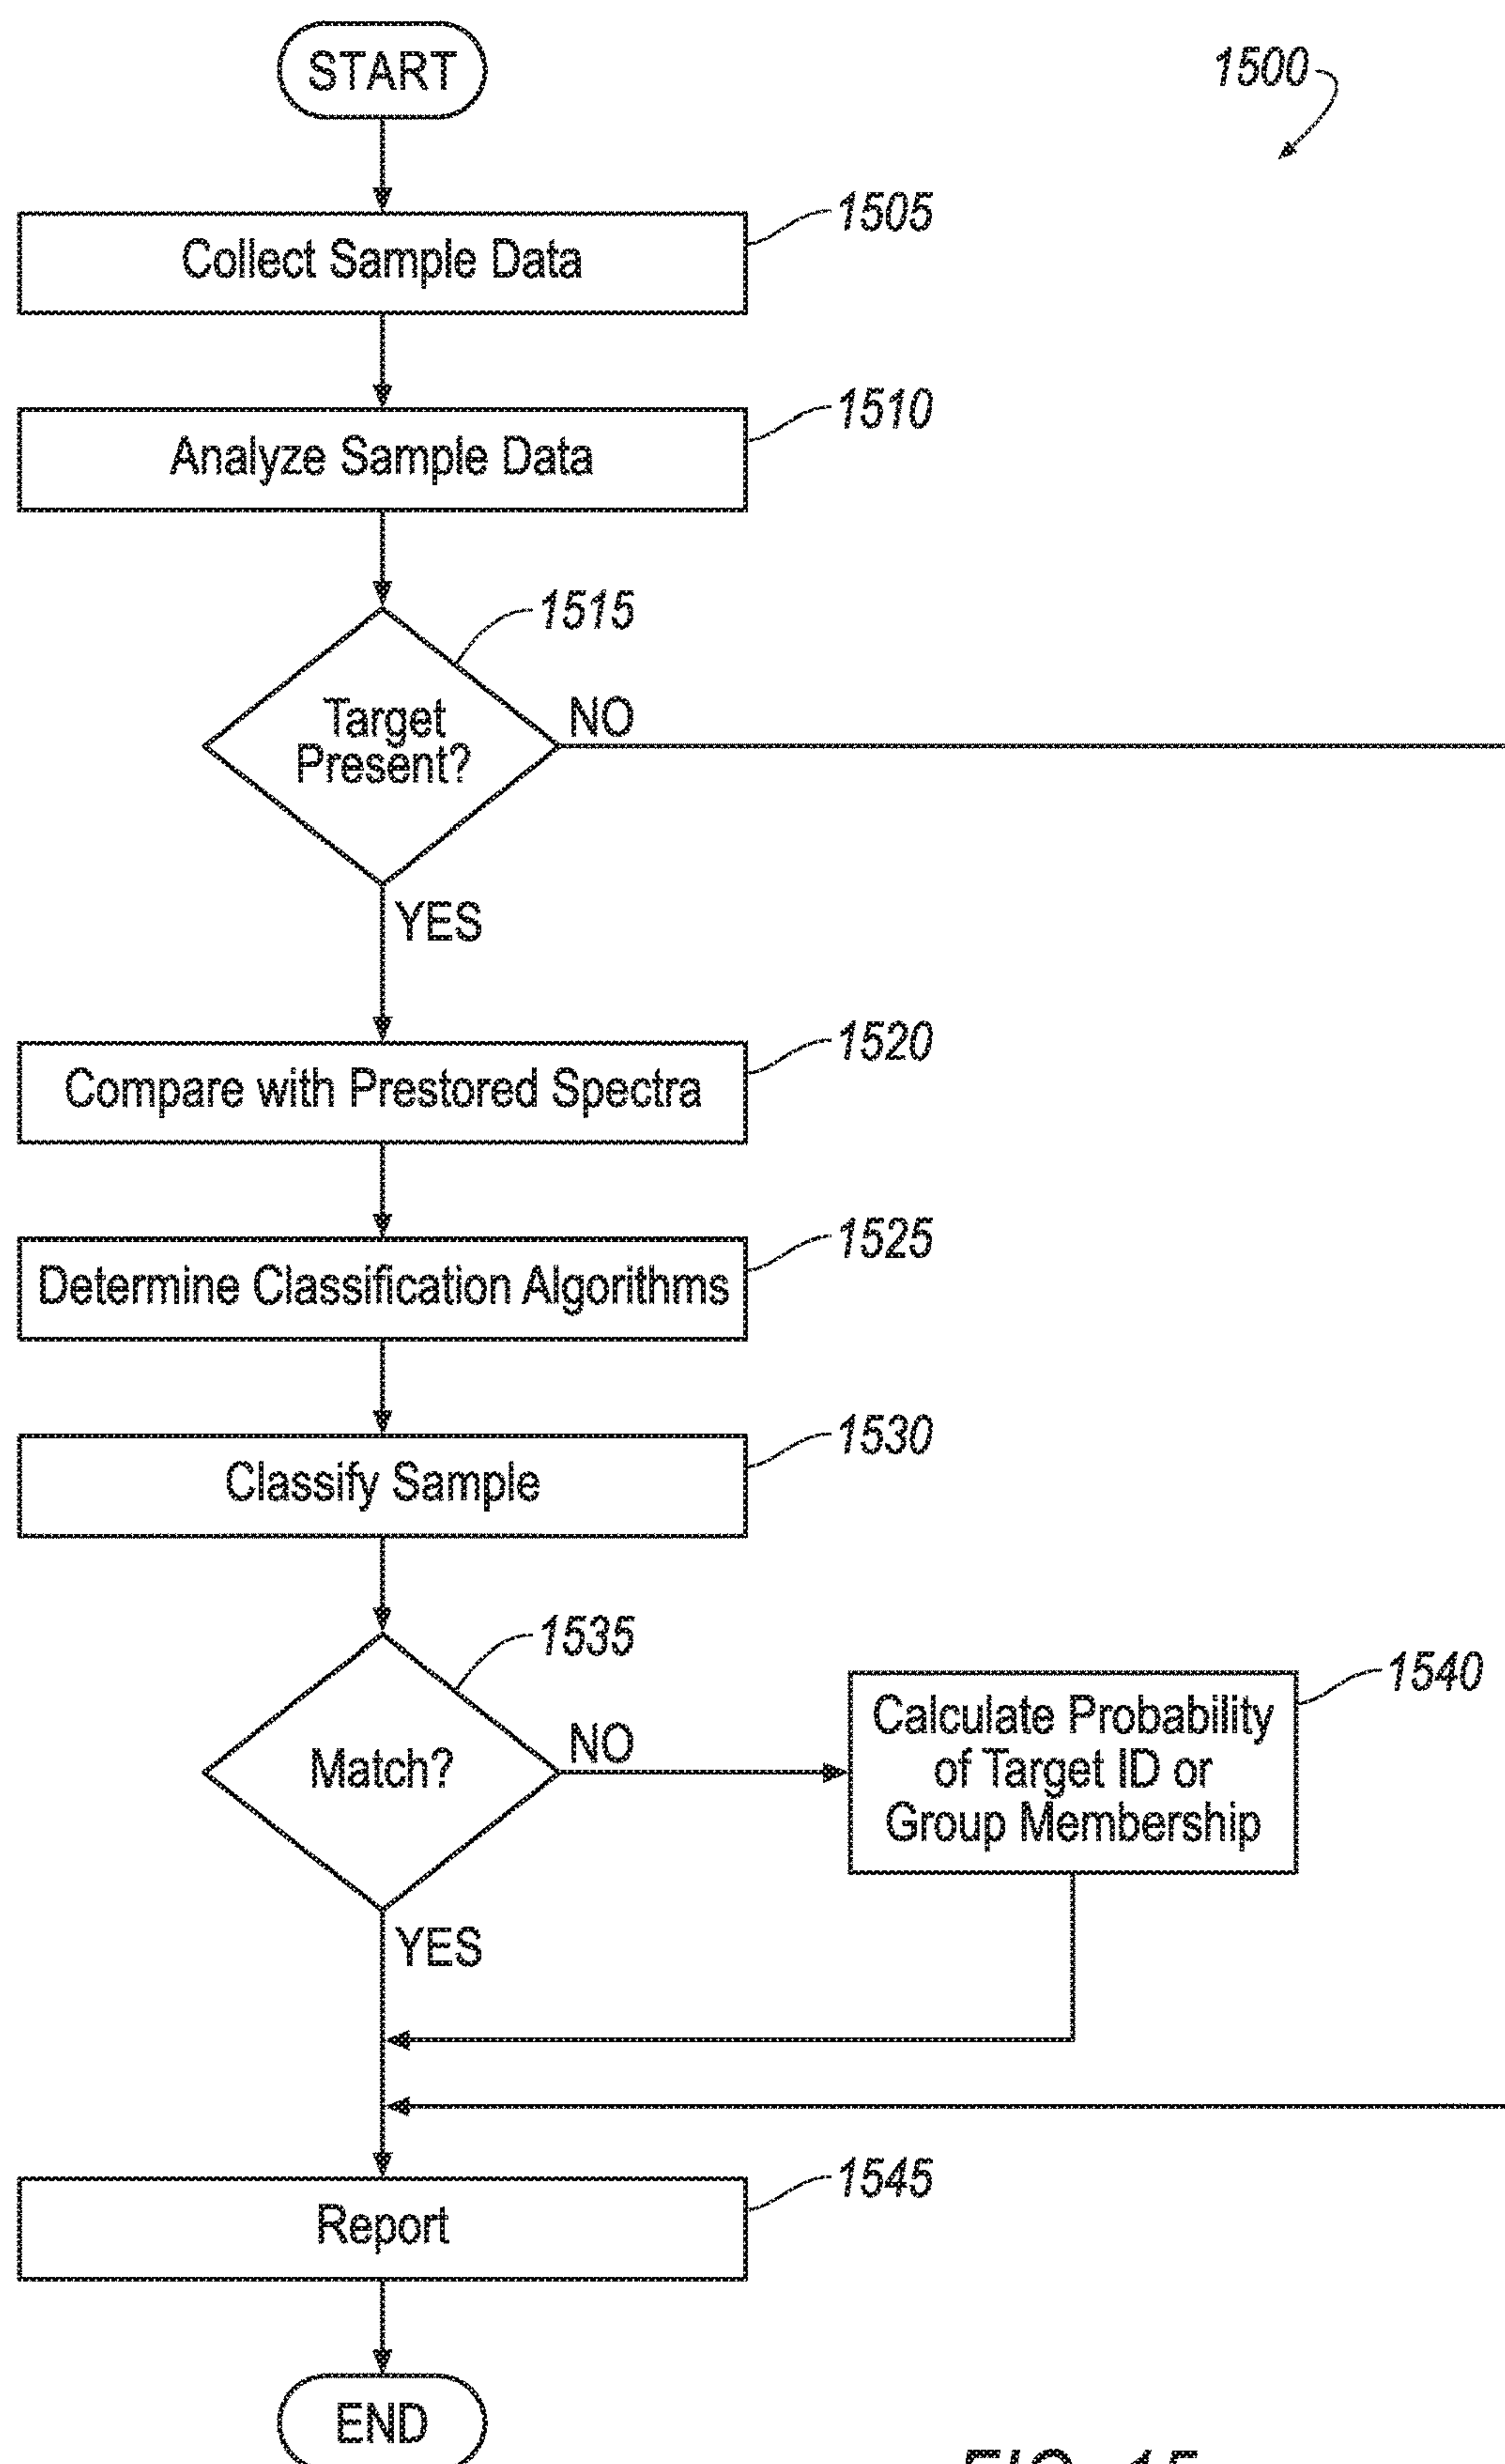 START
1500
1505
Collect Sample Data
1510
Analyze Sample Data
1515
Target
Present?
NO
YES
1520
Compare with Prestored Spectra
1525
Determine Classification Algorithms
1530
Classify Sample
1535
Match?
NO
1540
Calculate Probability
of Target ID or
Group Membership
YES
1545
Report
END
FIG. 15